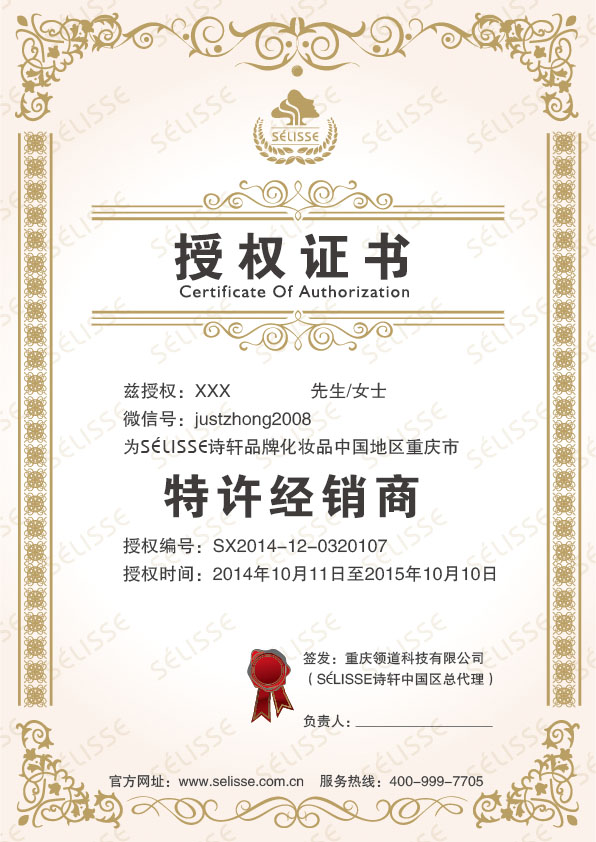 SÉLISSE
授权证书
Certificate Of Authorization
兹授权：XXX 先生/女士
微信号：justzhong2008
为SÉLISSE诗轩品牌化妆品中国地区重庆市
特许经销商
授权编号：SX2014-12-0320107
授权时间：2014年10月11日至2015年10月10日
签发：重庆领道科技有限公司
（SÉLISSE诗轩中国区总代理）
负责人：
官方网址：www.selisse.com.cn 服务热线：400-999-7705